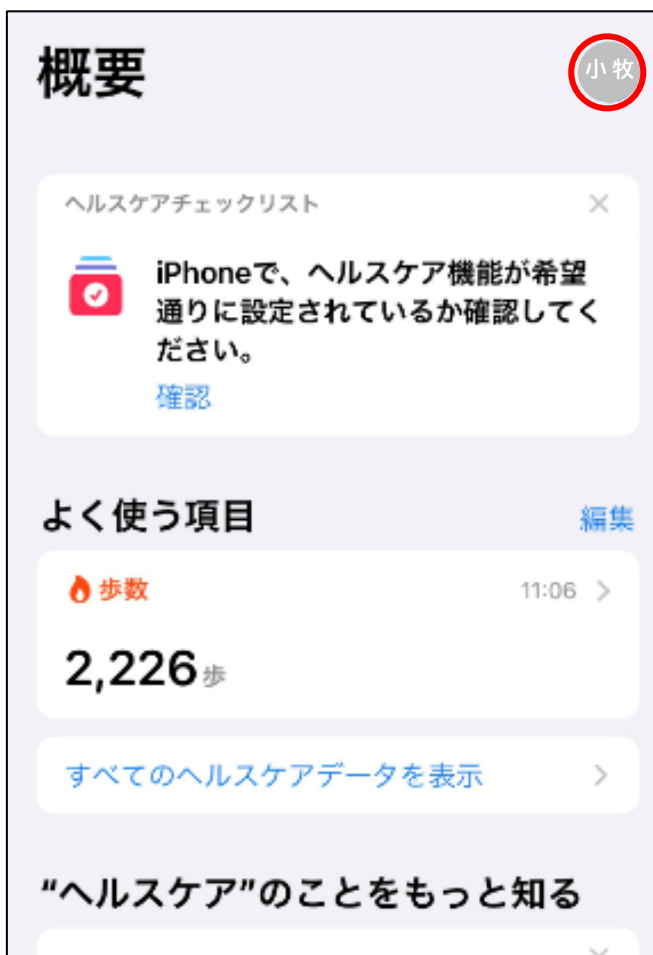 概要
小牧
ヘルスケアチェックリスト
iPhoneで、ヘルスケア機能が希望
通りに設定されているか確認してく
ださい。
確認
よく使う項目
編集
歩数
11:06
2,226歩
すべてのヘルスケアデータを表示
“ヘルスケア”のことをもっと知る